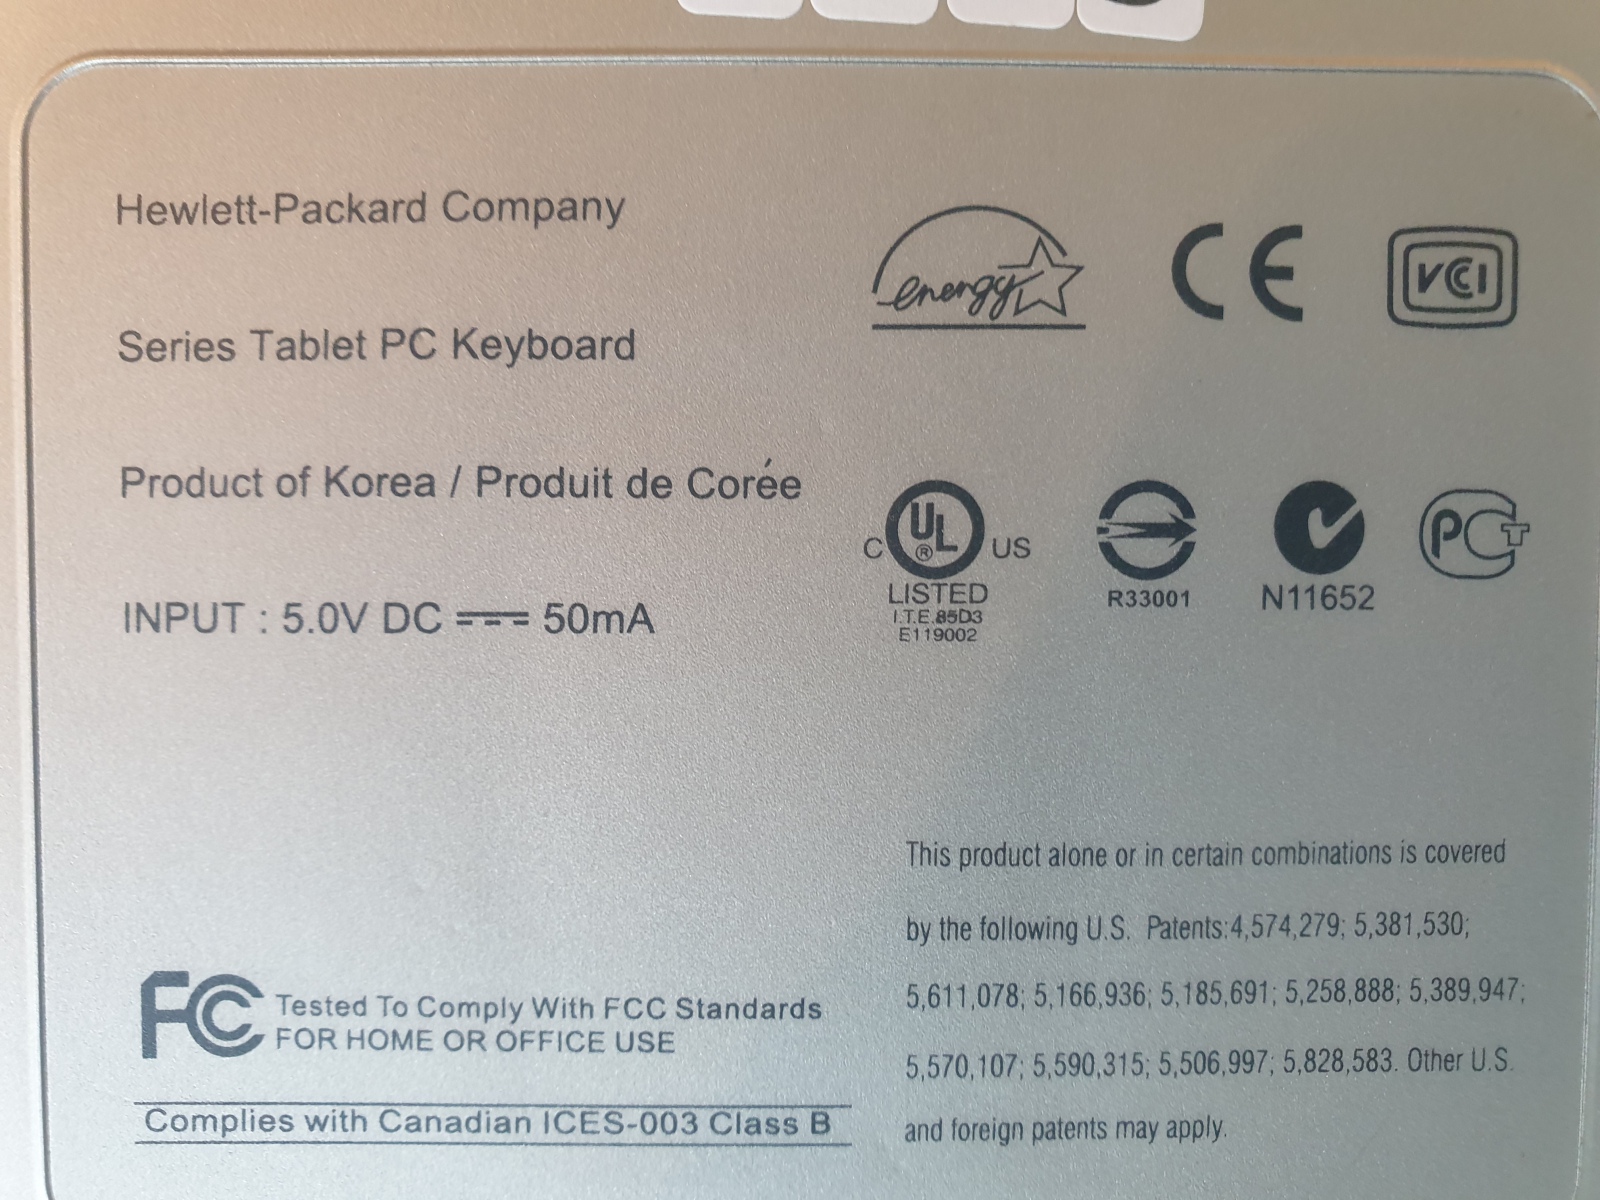 Hewlett-Packard Company
Series Tablet PC Keyboard
Product of Korea / Produit de Corée
INPUT : 5.0V DC ⎓ 50mA
energy
CE
VCCI
C UL ® US
LISTED
I.T.E.85D3
E119002
R33001
N11652
PCT
FC Tested To Comply With FCC Standards
FOR HOME OR OFFICE USE
Complies with Canadian ICES-003 Class B
This product alone or in certain combinations is covered
by the following U.S. Patents:4,574,279; 5,381,530;
5,611,078; 5,166,936; 5,185,691; 5,258,888; 5,389,947;
5,570,107; 5,590,315; 5,506,997; 5,828,583. Other U.S.
and foreign patents may apply.